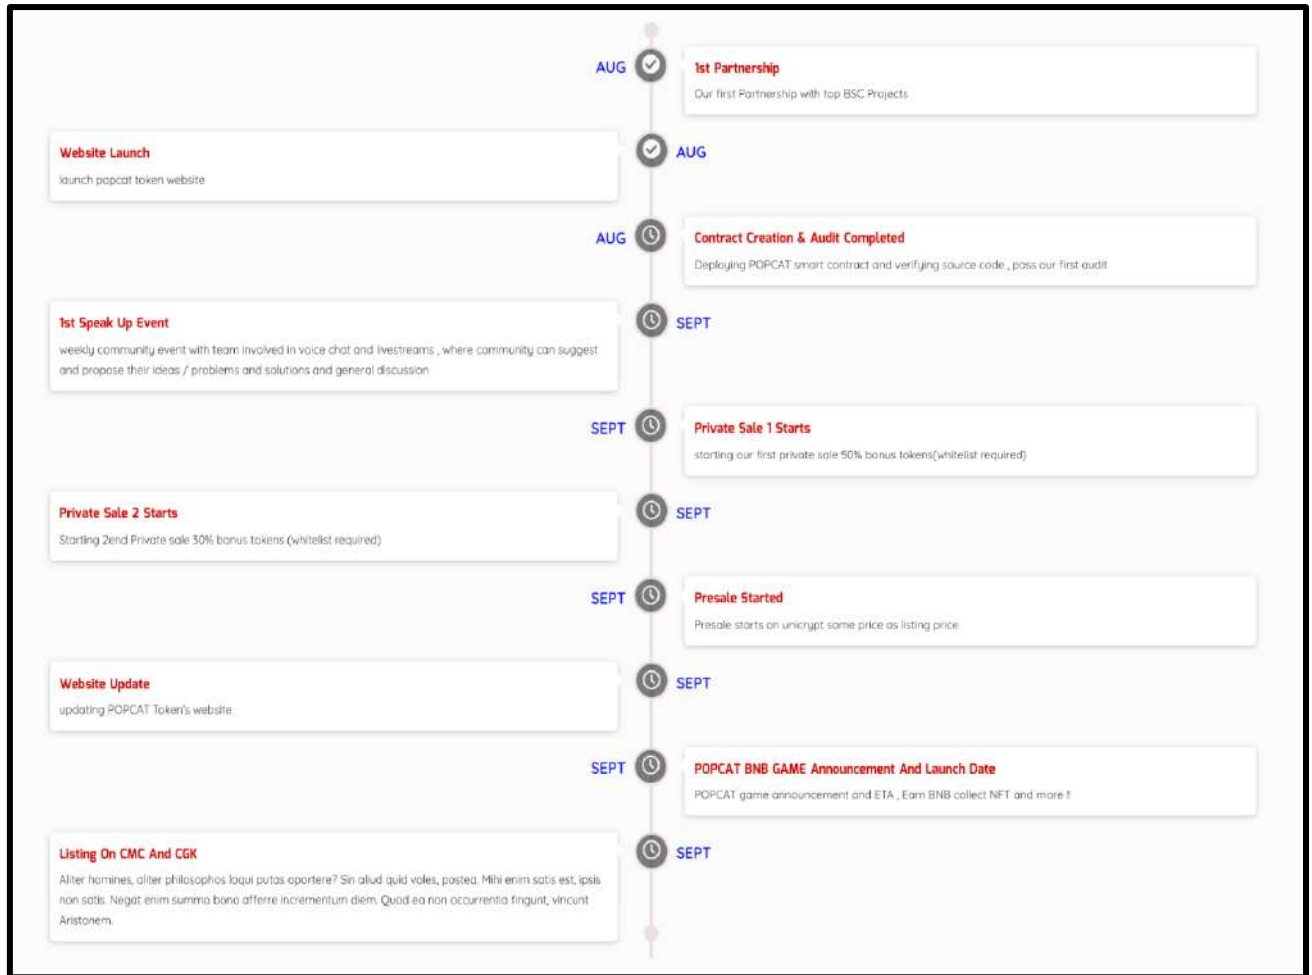 AUG
1st Partnership
Our first Partnership with top BSC Projects
Website Launch
launch popcat token website
AUG
AUG
Contract Creation & Audit Completed
Deploying POPCAT smart contract and verifying source code , pass our first audit
1st Speak Up Event
weekly community event with team involved in voice chat and livestreams , where community can suggest
and propose their ideas / problems and solutions and general discussion
SEPT
SEPT
Private Sale 1 Starts
starting our first private sale 50% bonus tokens(whitelist required)
Private Sale 2 Starts
Starting 2end Private sale 30% bonus tokens (whitelist required)
SEPT
SEPT
Presale Started
Presale starts on unicrypt same price as listing price
Website Update
updating POPCAT Token's website
SEPT
SEPT
POPCAT BNB GAME Announcement And Launch Date
POPCAT game announcement and ETA , Earn BNB collect NFT and more !!
Listing On CMC And CGK
Aliter homines, aliter philosophos loqui putas oportere? Sin aliud quid voles, postea. Mihi enim satis est, ipsis
non satis. Negat enim summo bono afferre incrementum diem. Quod ea non occurrentia fingunt, vincunt
Aristonem.
SEPT